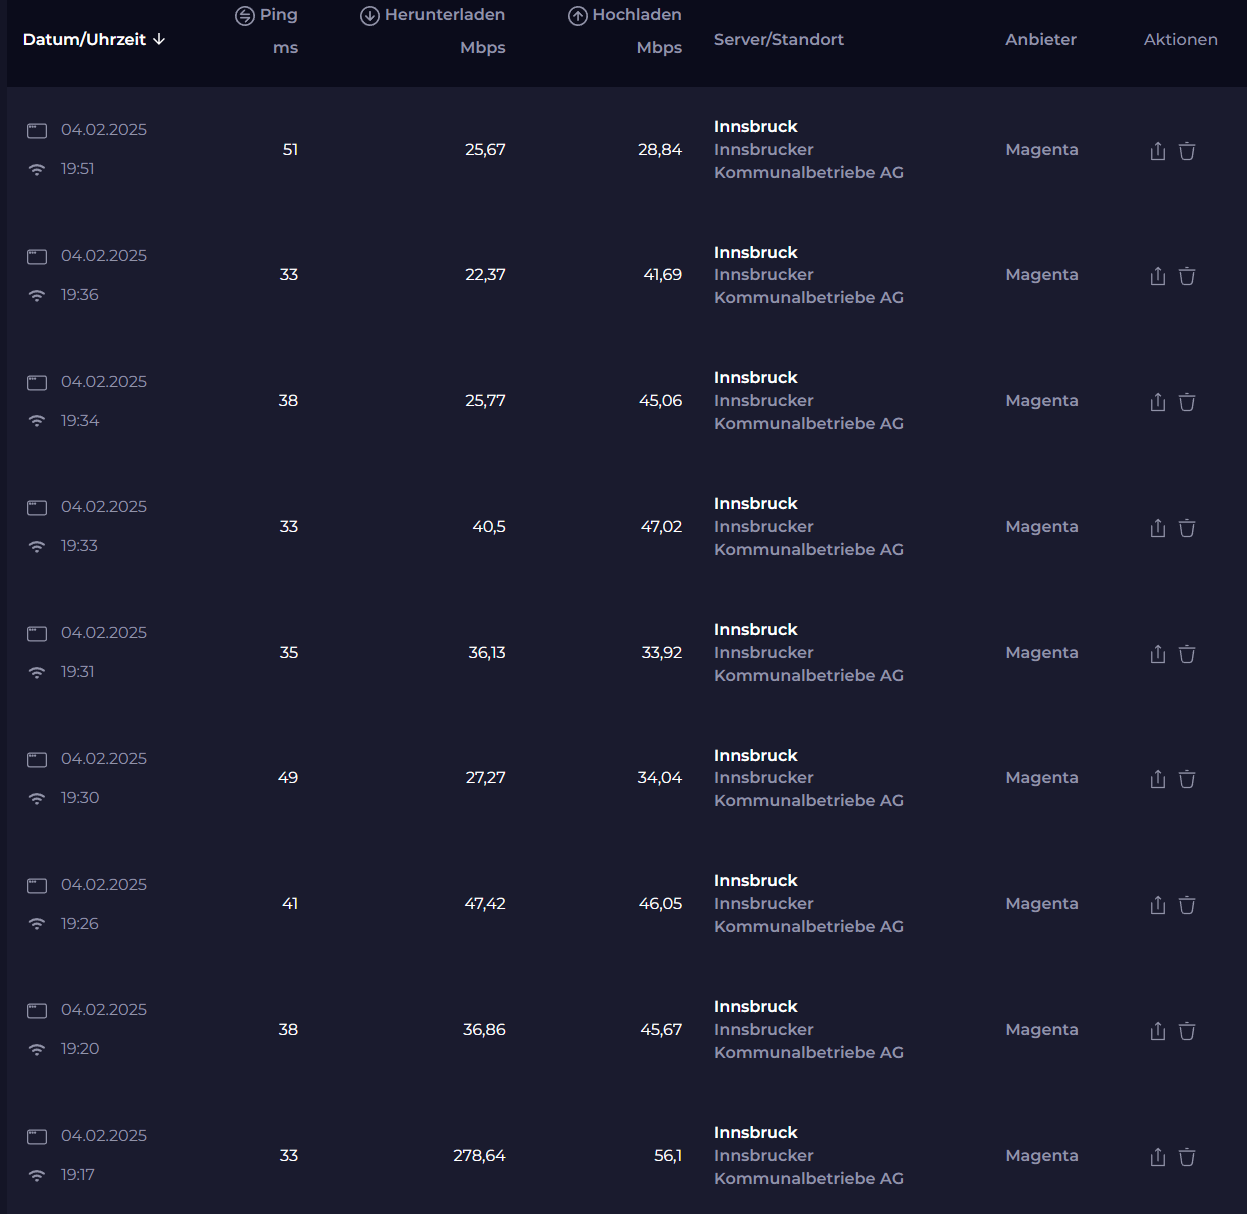 Datum/Uhrzeit ↓ Ping ms Herunterladen Mbps Hochladen Mbps Server/Standort Anbieter Aktionen
04.02.2025
19:51
51 25,67 28,84
Innsbruck
Innsbrucker
Kommunalbetriebe AG
Magenta
04.02.2025
19:36
33 22,37 41,69
Innsbruck
Innsbrucker
Kommunalbetriebe AG
Magenta
04.02.2025
19:34
38 25,77 45,06
Innsbruck
Innsbrucker
Kommunalbetriebe AG
Magenta
04.02.2025
19:33
33 40,5 47,02
Innsbruck
Innsbrucker
Kommunalbetriebe AG
Magenta
04.02.2025
19:31
35 36,13 33,92
Innsbruck
Innsbrucker
Kommunalbetriebe AG
Magenta
04.02.2025
19:30
49 27,27 34,04
Innsbruck
Innsbrucker
Kommunalbetriebe AG
Magenta
04.02.2025
19:26
41 47,42 46,05
Innsbruck
Innsbrucker
Kommunalbetriebe AG
Magenta
04.02.2025
19:20
38 36,86 45,67
Innsbruck
Innsbrucker
Kommunalbetriebe AG
Magenta
04.02.2025
19:17
33 278,64 56,1
Innsbruck
Innsbrucker
Kommunalbetriebe AG
Magenta